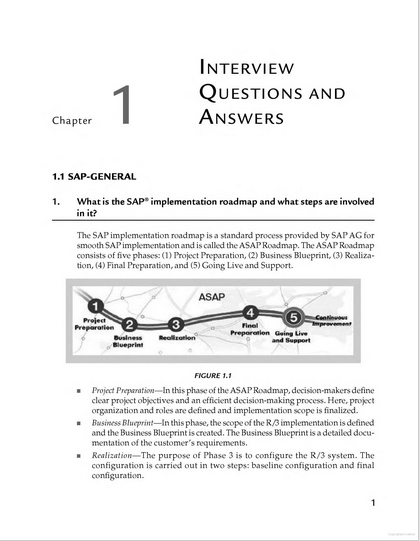 Chapter 1
INTERVIEW
QUESTIONS AND
ANSWERS
1.1 SAP-GENERAL
1. What is the SAP® implementation roadmap and what steps are involved
in it?
The SAP implementation roadmap is a standard process provided by SAP AG for
smooth SAP implementation and is called the ASAP Roadmap. The ASAP Roadmap
consists of five phases: (1) Project Preparation, (2) Business Blueprint, (3) Realiza-
tion, (4) Final Preparation, and (5) Going Live and Support.
ASAP
1
Project
Preparation
2
Business
Blueprint
3
Realization
4
Final
Preparation
5
Going Live
and Support
Continuous
Improvement
FIGURE 1.1
■ Project Preparation—In this phase of the ASAP Roadmap, decision-makers define
clear project objectives and an efficient decision-making process. Here, project
organization and roles are defined and implementation scope is finalized.
■ Business Blueprint—In this phase, the scope of the R/3 implementation is defined
and the Business Blueprint is created. The Business Blueprint is a detailed docu-
mentation of the customer's requirements.
■ Realization—The purpose of Phase 3 is to configure the R/3 system. The
configuration is carried out in two steps: baseline configuration and final
configuration.
1